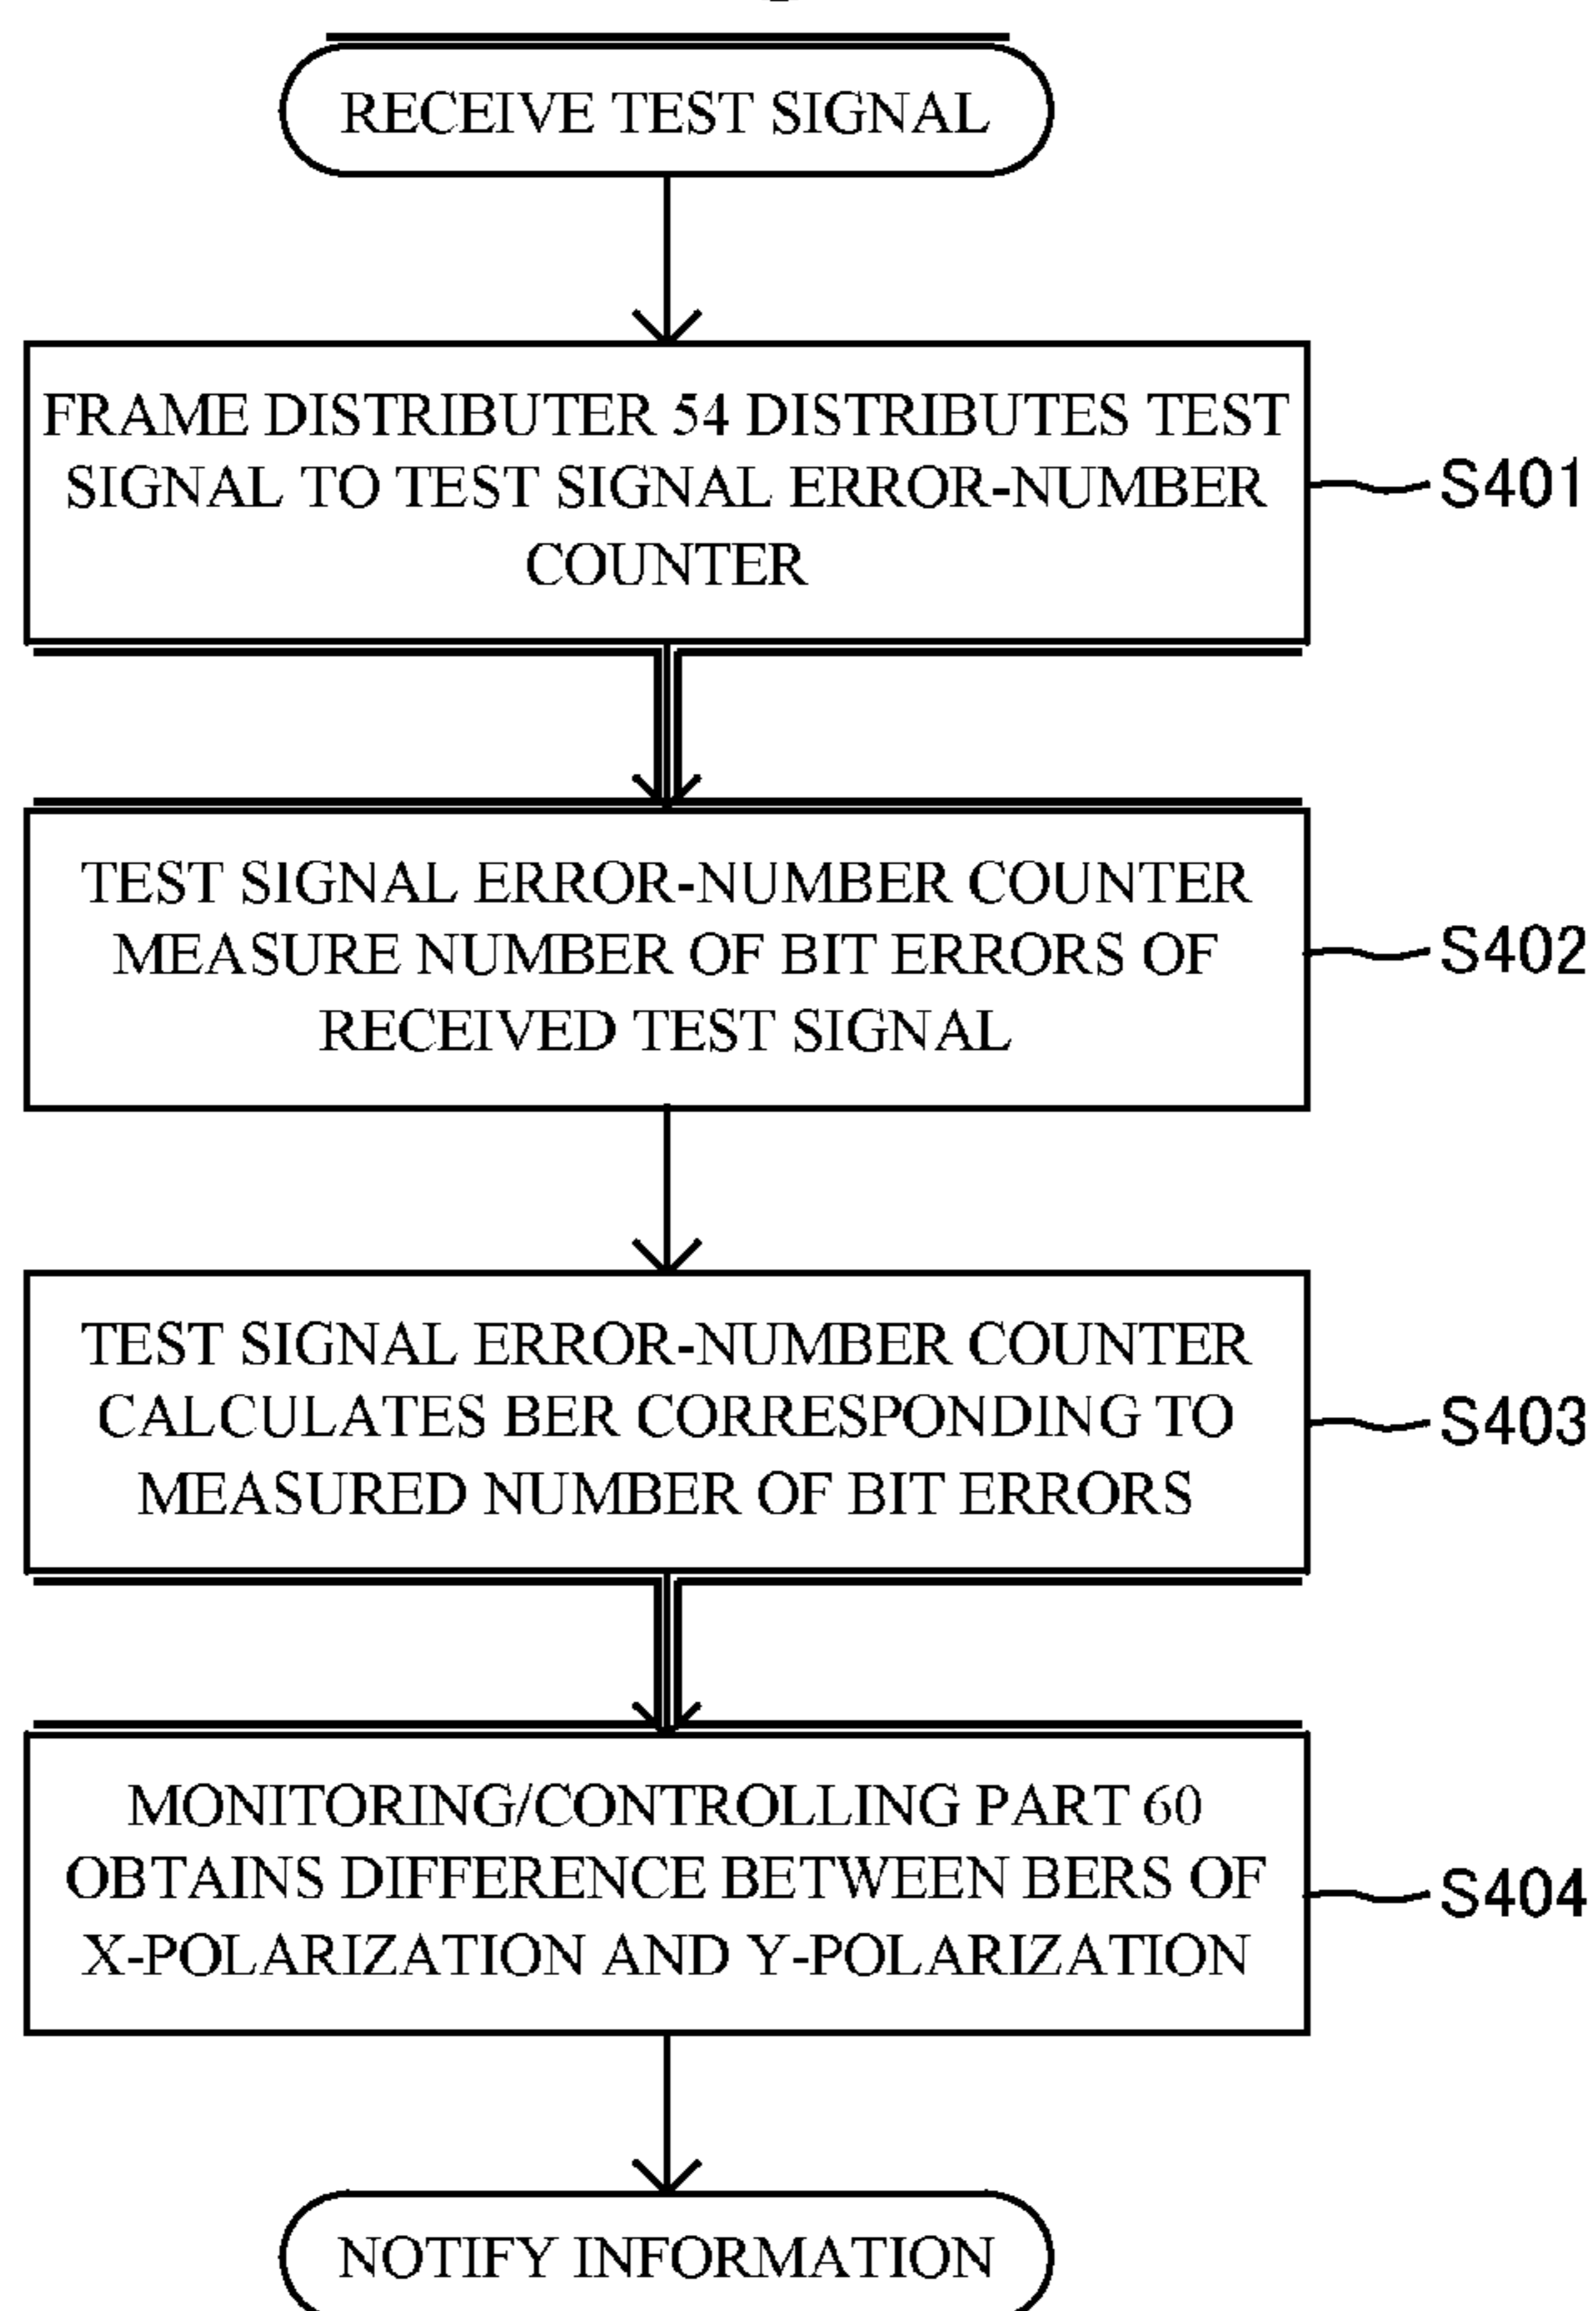 RECEIVE TEST SIGNAL
FRAME DISTRIBUTER 54 DISTRIBUTES TEST
SIGNAL TO TEST SIGNAL ERROR-NUMBER
COUNTER
S401
TEST SIGNAL ERROR-NUMBER COUNTER
MEASURE NUMBER OF BIT ERRORS OF
RECEIVED TEST SIGNAL
S402
TEST SIGNAL ERROR-NUMBER COUNTER
CALCULATES BER CORRESPONDING TO
MEASURED NUMBER OF BIT ERRORS
S403
MONITORING/CONTROLLING PART 60
OBTAINS DIFFERENCE BETWEEN BERS OF
X-POLARIZATION AND Y-POLARIZATION
S404
NOTIFY INFORMATION